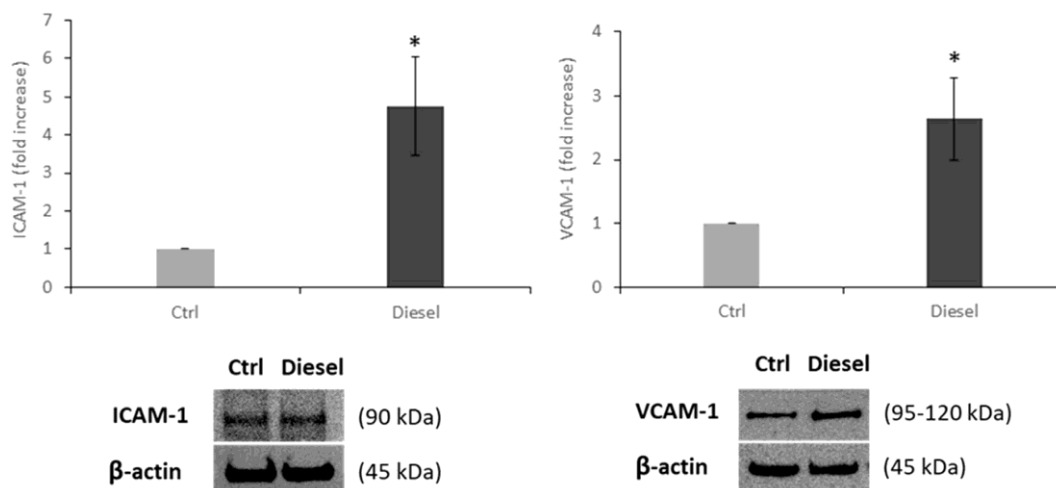 ICAM-1 (fold increase)
7
6
5
4
3
2
1
0
*
Ctrl
Diesel
VCAM-1 (fold increase)
4
3
2
1
0
*
Ctrl
Diesel
Ctrl Diesel
ICAM-1 (90 kDa)
β-actin (45 kDa)
Ctrl Diesel
VCAM-1 (95-120 kDa)
β-actin (45 kDa)